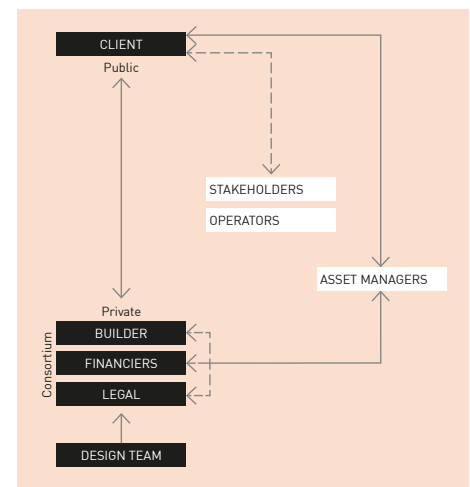 CLIENT
Public
STAKEHOLDERS
OPERATORS
ASSET MANAGERS
Private
Consortium
BUILDER
FINANCIERS
LEGAL
DESIGN TEAM